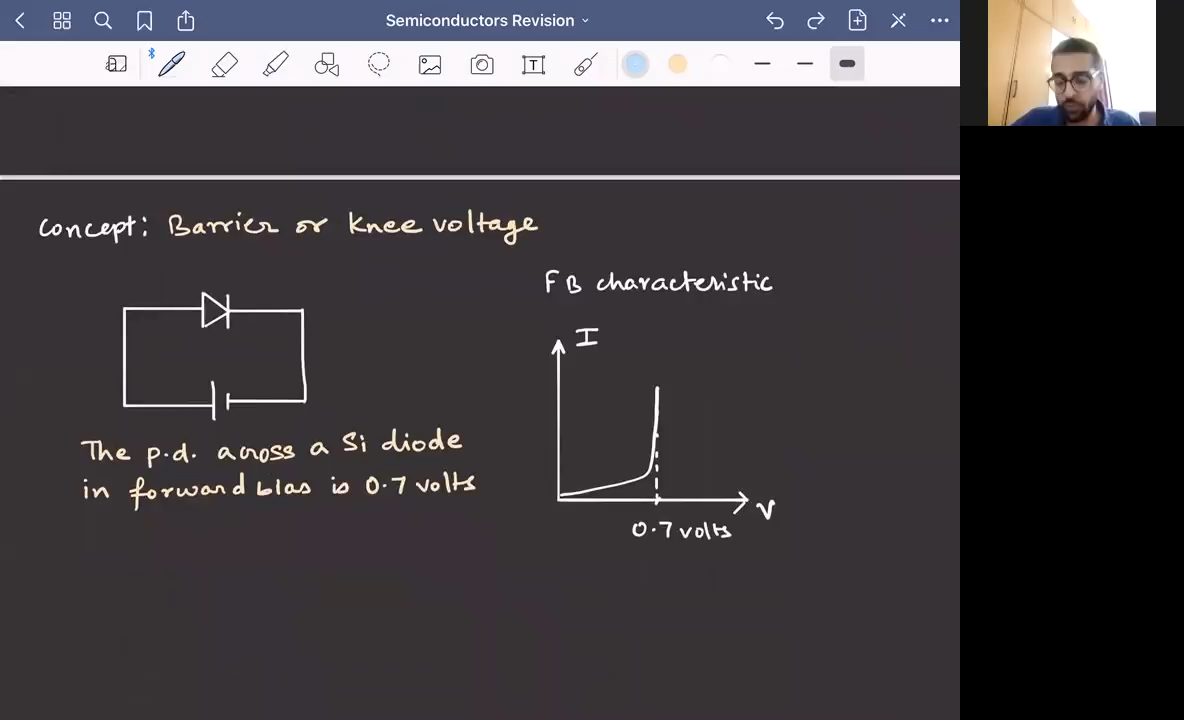 Semiconductors Revision
T
Concept: Barrier or knee voltage
FB characteristic
I
The p.d. across a Si diode
in forward bias is 0.7 volts
V
0.7 volts